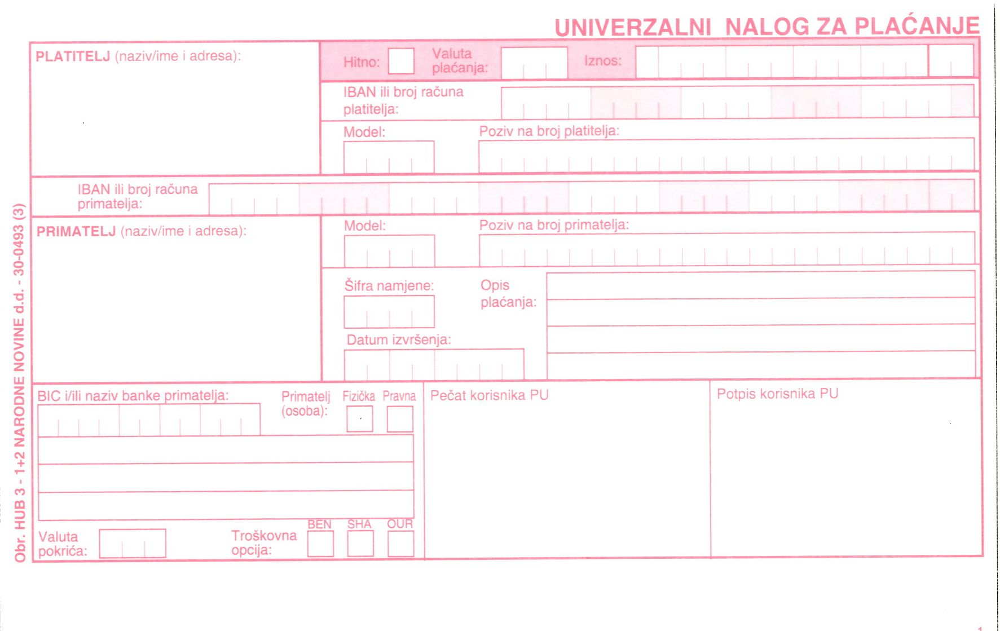 UNIVERZALNI NALOG ZA PLAĆANJE
PLATITELJ (naziv/ime i adresa):
Hitno:
Valuta
plaćanja:
Iznos:
IBAN ili broj računa
platitelja:
Model:
Poziv na broj platitelja:
IBAN ili broj računa
primatelja:
PRIMATELJ (naziv/ime i adresa):
Model:
Poziv na broj primatelja:
Šifra namjene:
Opis
plaćanja:
Datum izvršenja:
BIC i/ili naziv banke primatelja:
Primatelj
(osoba):
Fizička
Pravna
Pečat korisnika PU
Potpis korisnika PU
Valuta
pokrića:
Troškovna
opcija:
BEN
SHA
OUR
Obr. HUB 3 - 1+2 NARODNE NOVINE d.d. - 30-0493 (3)
1